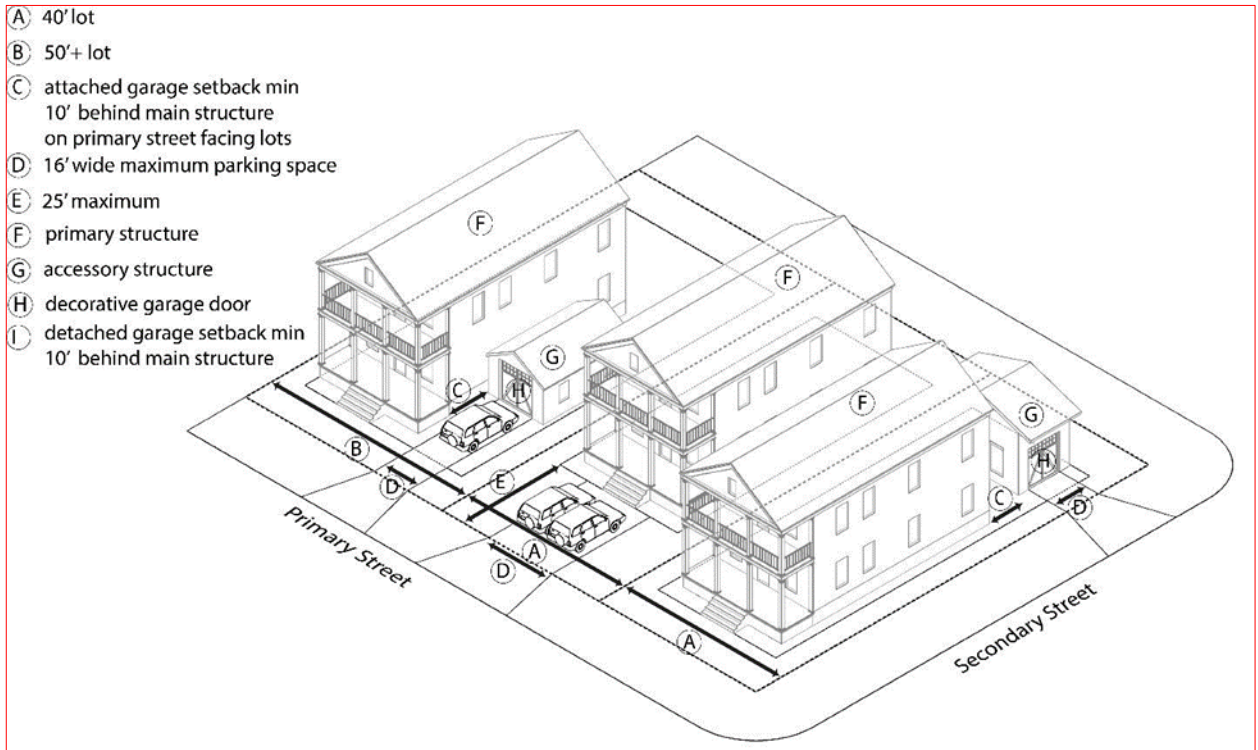 A 40' lot
B 50'+ lot
C attached garage setback min
10' behind main structure
on primary street facing lots
D 16' wide maximum parking space
E 25' maximum
F primary structure
G accessory structure
H decorative garage door
I detached garage setback min
10' behind main structure
F
F
G
C
H
F
G
B
E
H
D
C
D
Primary Street
A
D
Secondary Street
A